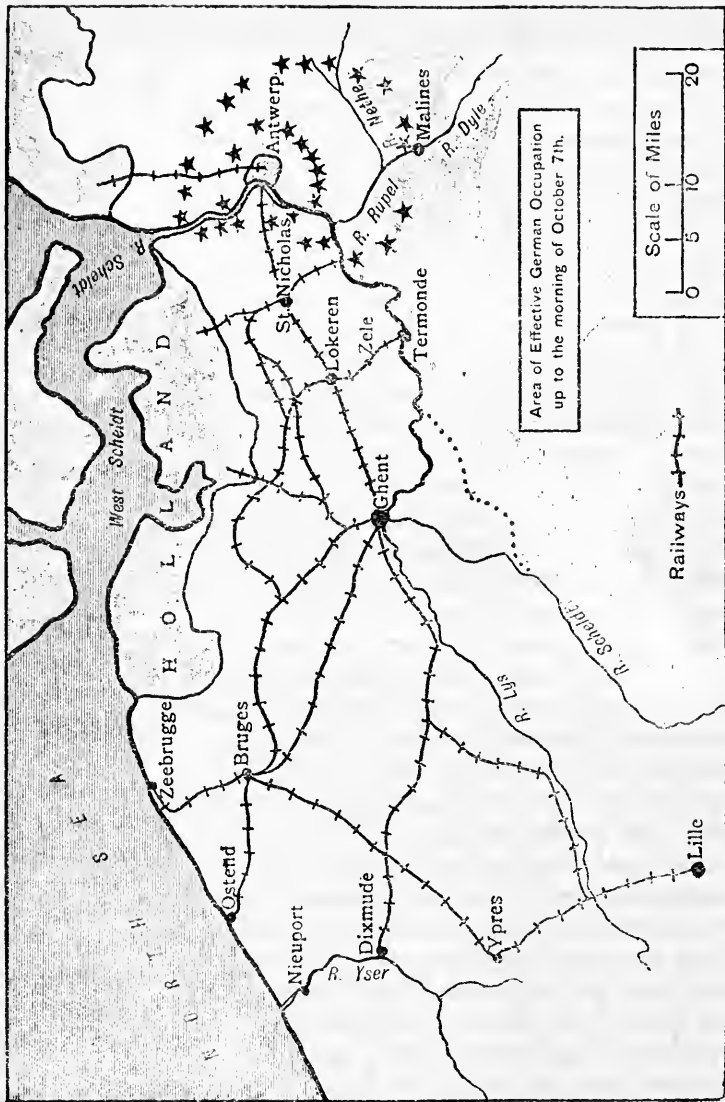 NORTH SEA
HOLLAND
West Scheldt
R. Scheldt
Zeebrugge
Ostend
Bruges
Nieuport
R. Yser
Dixmude
Ypres
Lille
R. Lys
R. Scheldt
Ghent
Lokeren
Zele
Termonde
St. Nicholas
Antwerp
R. Rupel
R. Nethe
Malines
R. Dyle
Area of Effective German Occupation
up to the morning of October 7th.
Railways
Scale of Miles
0 5 10 20